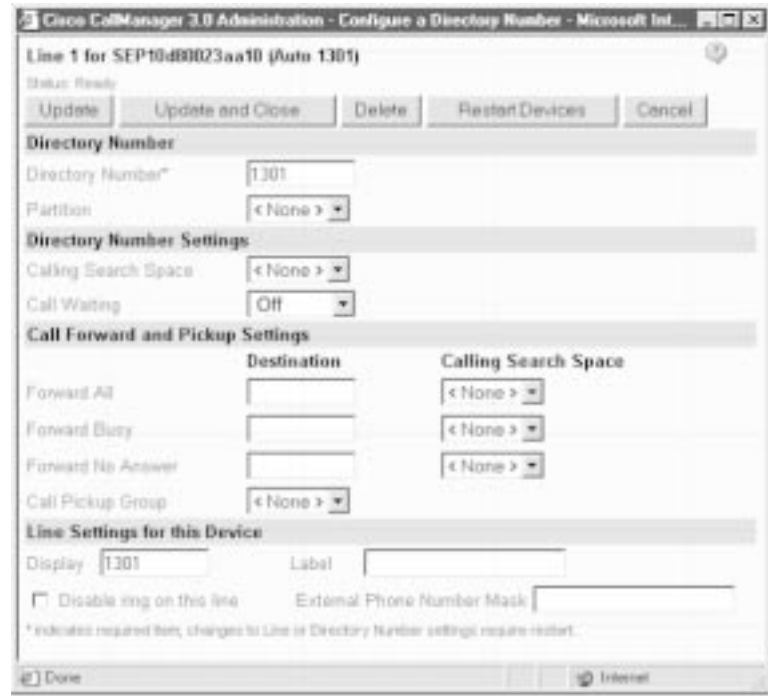 Cisco CallManager 3.0 Administration - Configure a Directory Number - Microsoft Int...
Line 1 for SEP10d80023aa10 (Auto 1301)
Status: Ready
Update Update and Close Delete Restart Devices Cancel
Directory Number
Directory Number* 1301
Partition < None >
Directory Number Settings
Calling Search Space < None >
Call Waiting Off
Call Forward and Pickup Settings
Destination Calling Search Space
Forward All < None >
Forward Busy < None >
Forward No Answer < None >
Call Pickup Group < None >
Line Settings for this Device
Display 1301 Label
Disable ring on this line External Phone Number Mask
* indicates required item; changes to Line or Directory Number settings require restart.
Done Internet